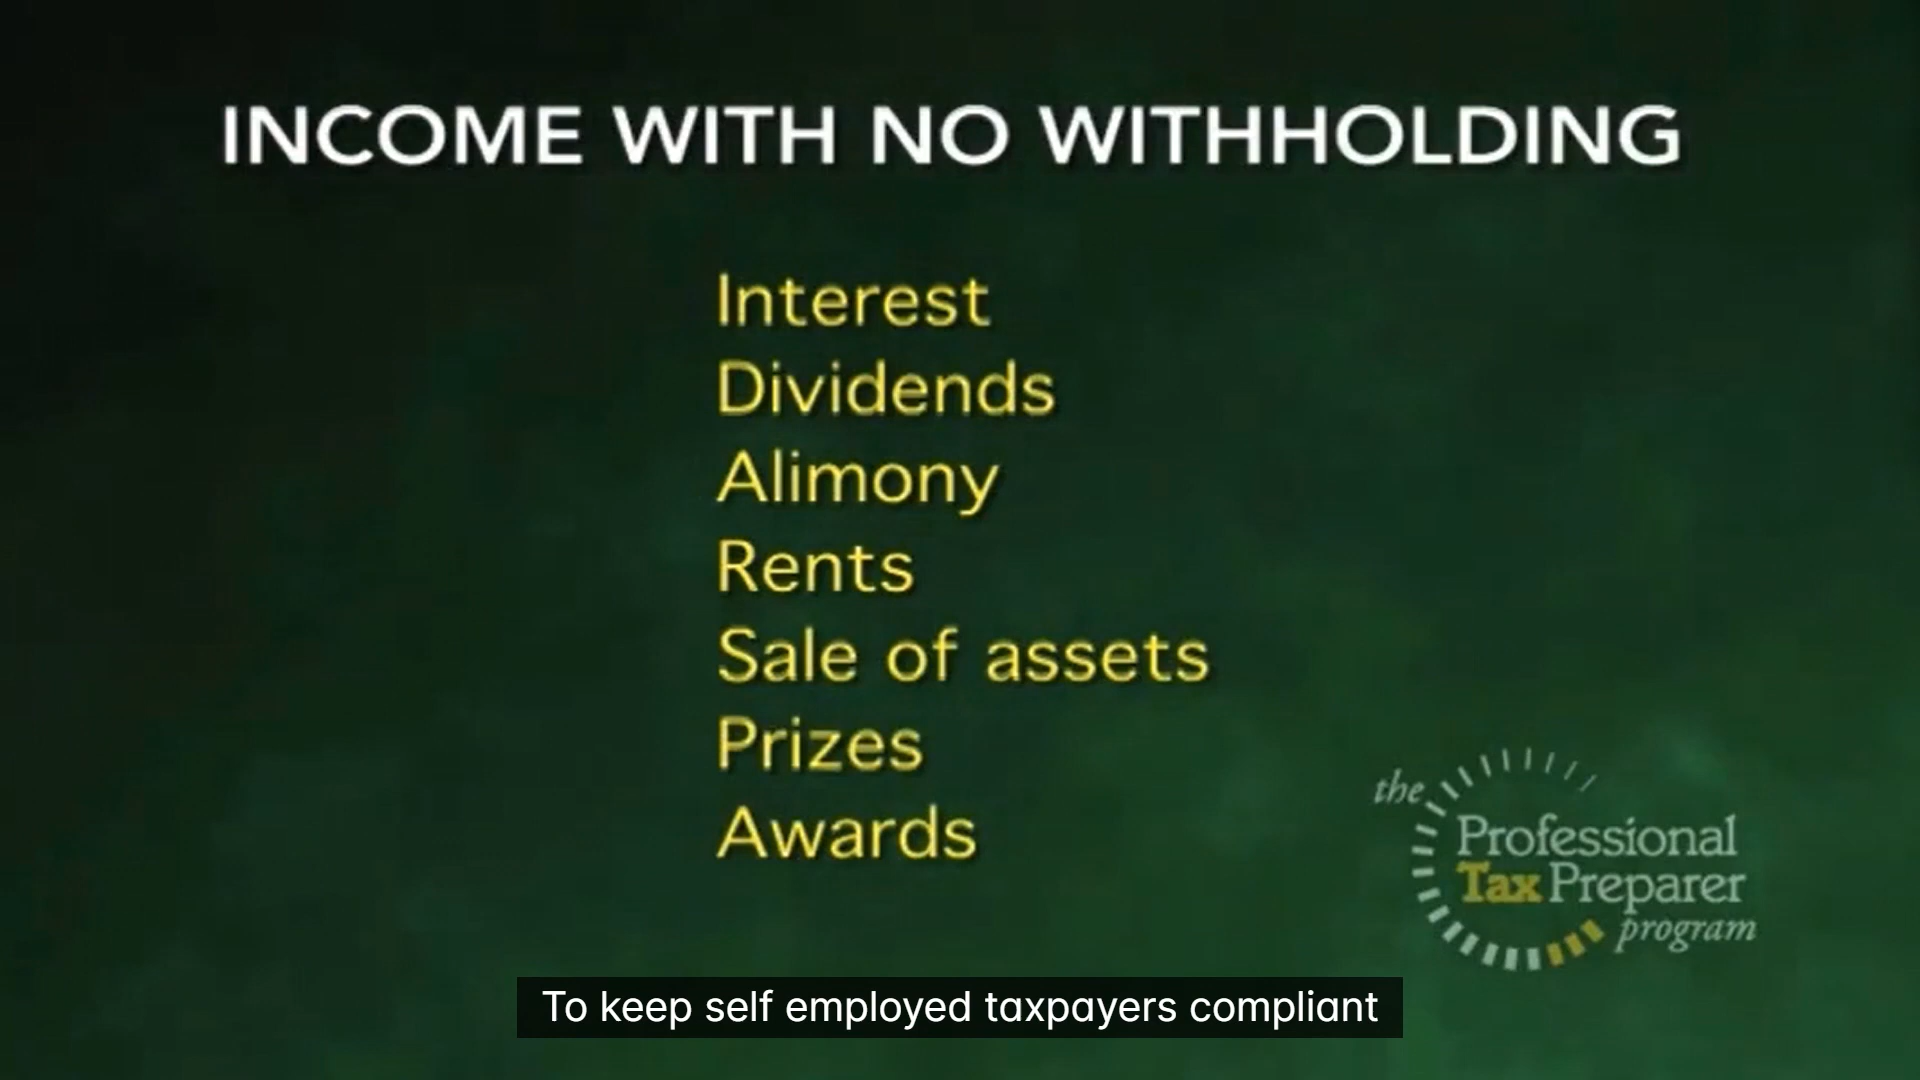 INCOME WITH NO WITHHOLDING
Interest
Dividends
Alimony
Rents
Sale of assets
Prizes
Awards
the
Professional
Tax Preparer
program
To keep self employed taxpayers compliant